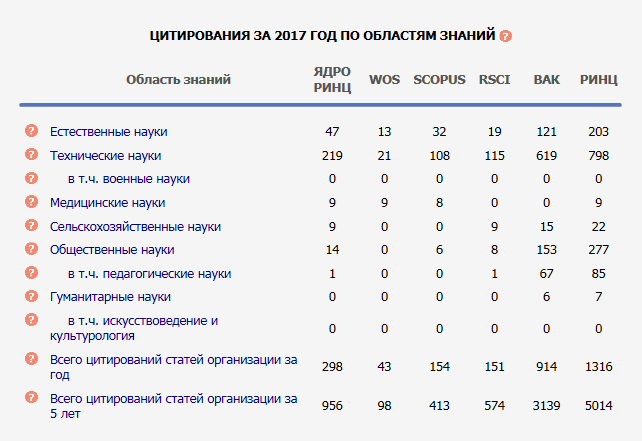 ЦИТИРОВАНИЯ ЗА 2017 ГОД ПО ОБЛАСТЯМ ЗНАНИЙ ?
Область знаний ЯДРО РИНЦ WOS SCOPUS RSCI ВАК РИНЦ
? Естественные науки 47 13 32 19 121 203
? Технические науки 219 21 108 115 619 798
? в т.ч. военные науки 0 0 0 0 0 0
? Медицинские науки 9 9 8 0 0 9
? Сельскохозяйственные науки 9 0 0 9 15 22
? Общественные науки 14 0 6 8 153 277
? в т.ч. педагогические науки 1 0 0 1 67 85
? Гуманитарные науки 0 0 0 0 6 7
? в т.ч. искусствоведение и
культурология 0 0 0 0 0 0
? Всего цитирований статей организации за
год 298 43 154 151 914 1316
? Всего цитирований статей организации за
5 лет 956 98 413 574 3139 5014